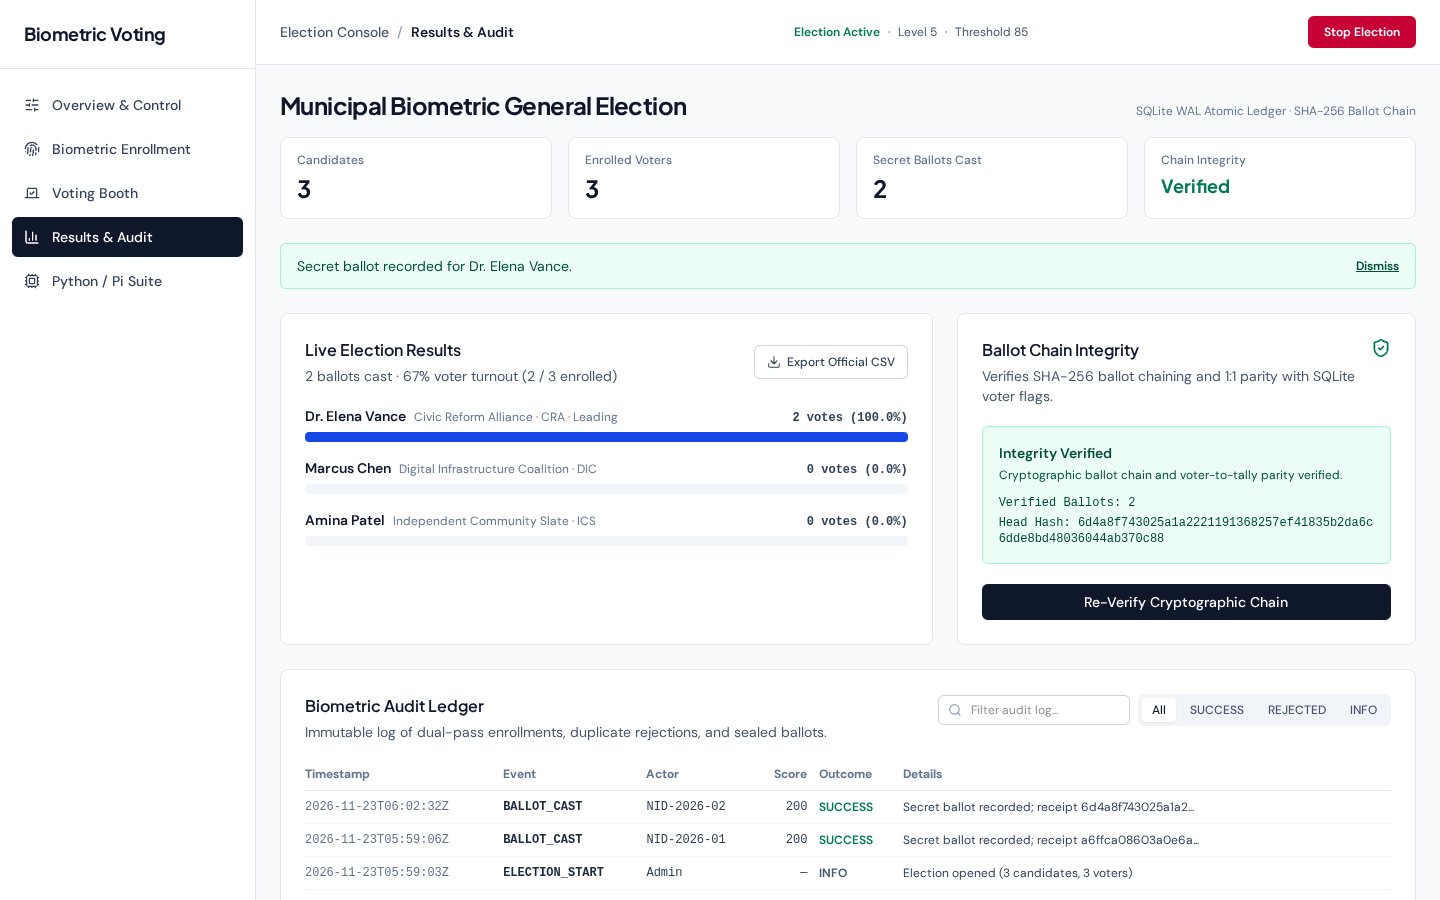 Biometric Voting
Election Console / Results & Audit
Election Active · Level 5 · Threshold 85
Stop Election
Overview & Control
Biometric Enrollment
Voting Booth
Results & Audit
Python / Pi Suite
Municipal Biometric General Election
SQLite WAL Atomic Ledger · SHA-256 Ballot Chain
Candidates
3
Enrolled Voters
3
Secret Ballots Cast
2
Chain Integrity
Verified
Secret ballot recorded for Dr. Elena Vance.
Dismiss
Live Election Results
2 ballots cast · 67% voter turnout (2 / 3 enrolled)
Export Official CSV
Dr. Elena Vance Civic Reform Alliance · CRA · Leading 2 votes (100.0%)
Marcus Chen Digital Infrastructure Coalition · DIC 0 votes (0.0%)
Amina Patel Independent Community Slate · ICS 0 votes (0.0%)
Ballot Chain Integrity
Verifies SHA-256 ballot chaining and 1:1 parity with SQLite
voter flags.
Integrity Verified
Cryptographic ballot chain and voter-to-tally parity verified.
Verified Ballots: 2
Head Hash: 6d4a8f743025a1a2221191368257ef41835b2da6c
6dde8bd48036044ab370c88
Re-Verify Cryptographic Chain
Biometric Audit Ledger
Immutable log of dual-pass enrollments, duplicate rejections, and sealed ballots.
Filter audit log...
All SUCCESS REJECTED INFO
Timestamp Event Actor Score Outcome Details
2026-11-23T06:02:32Z BALLOT_CAST NID-2026-02 200 SUCCESS Secret ballot recorded; receipt 6d4a8f743025a1a2...
2026-11-23T05:59:06Z BALLOT_CAST NID-2026-01 200 SUCCESS Secret ballot recorded; receipt a6ffca08603a0e6a...
2026-11-23T05:59:03Z ELECTION_START Admin — INFO Election opened (3 candidates, 3 voters)